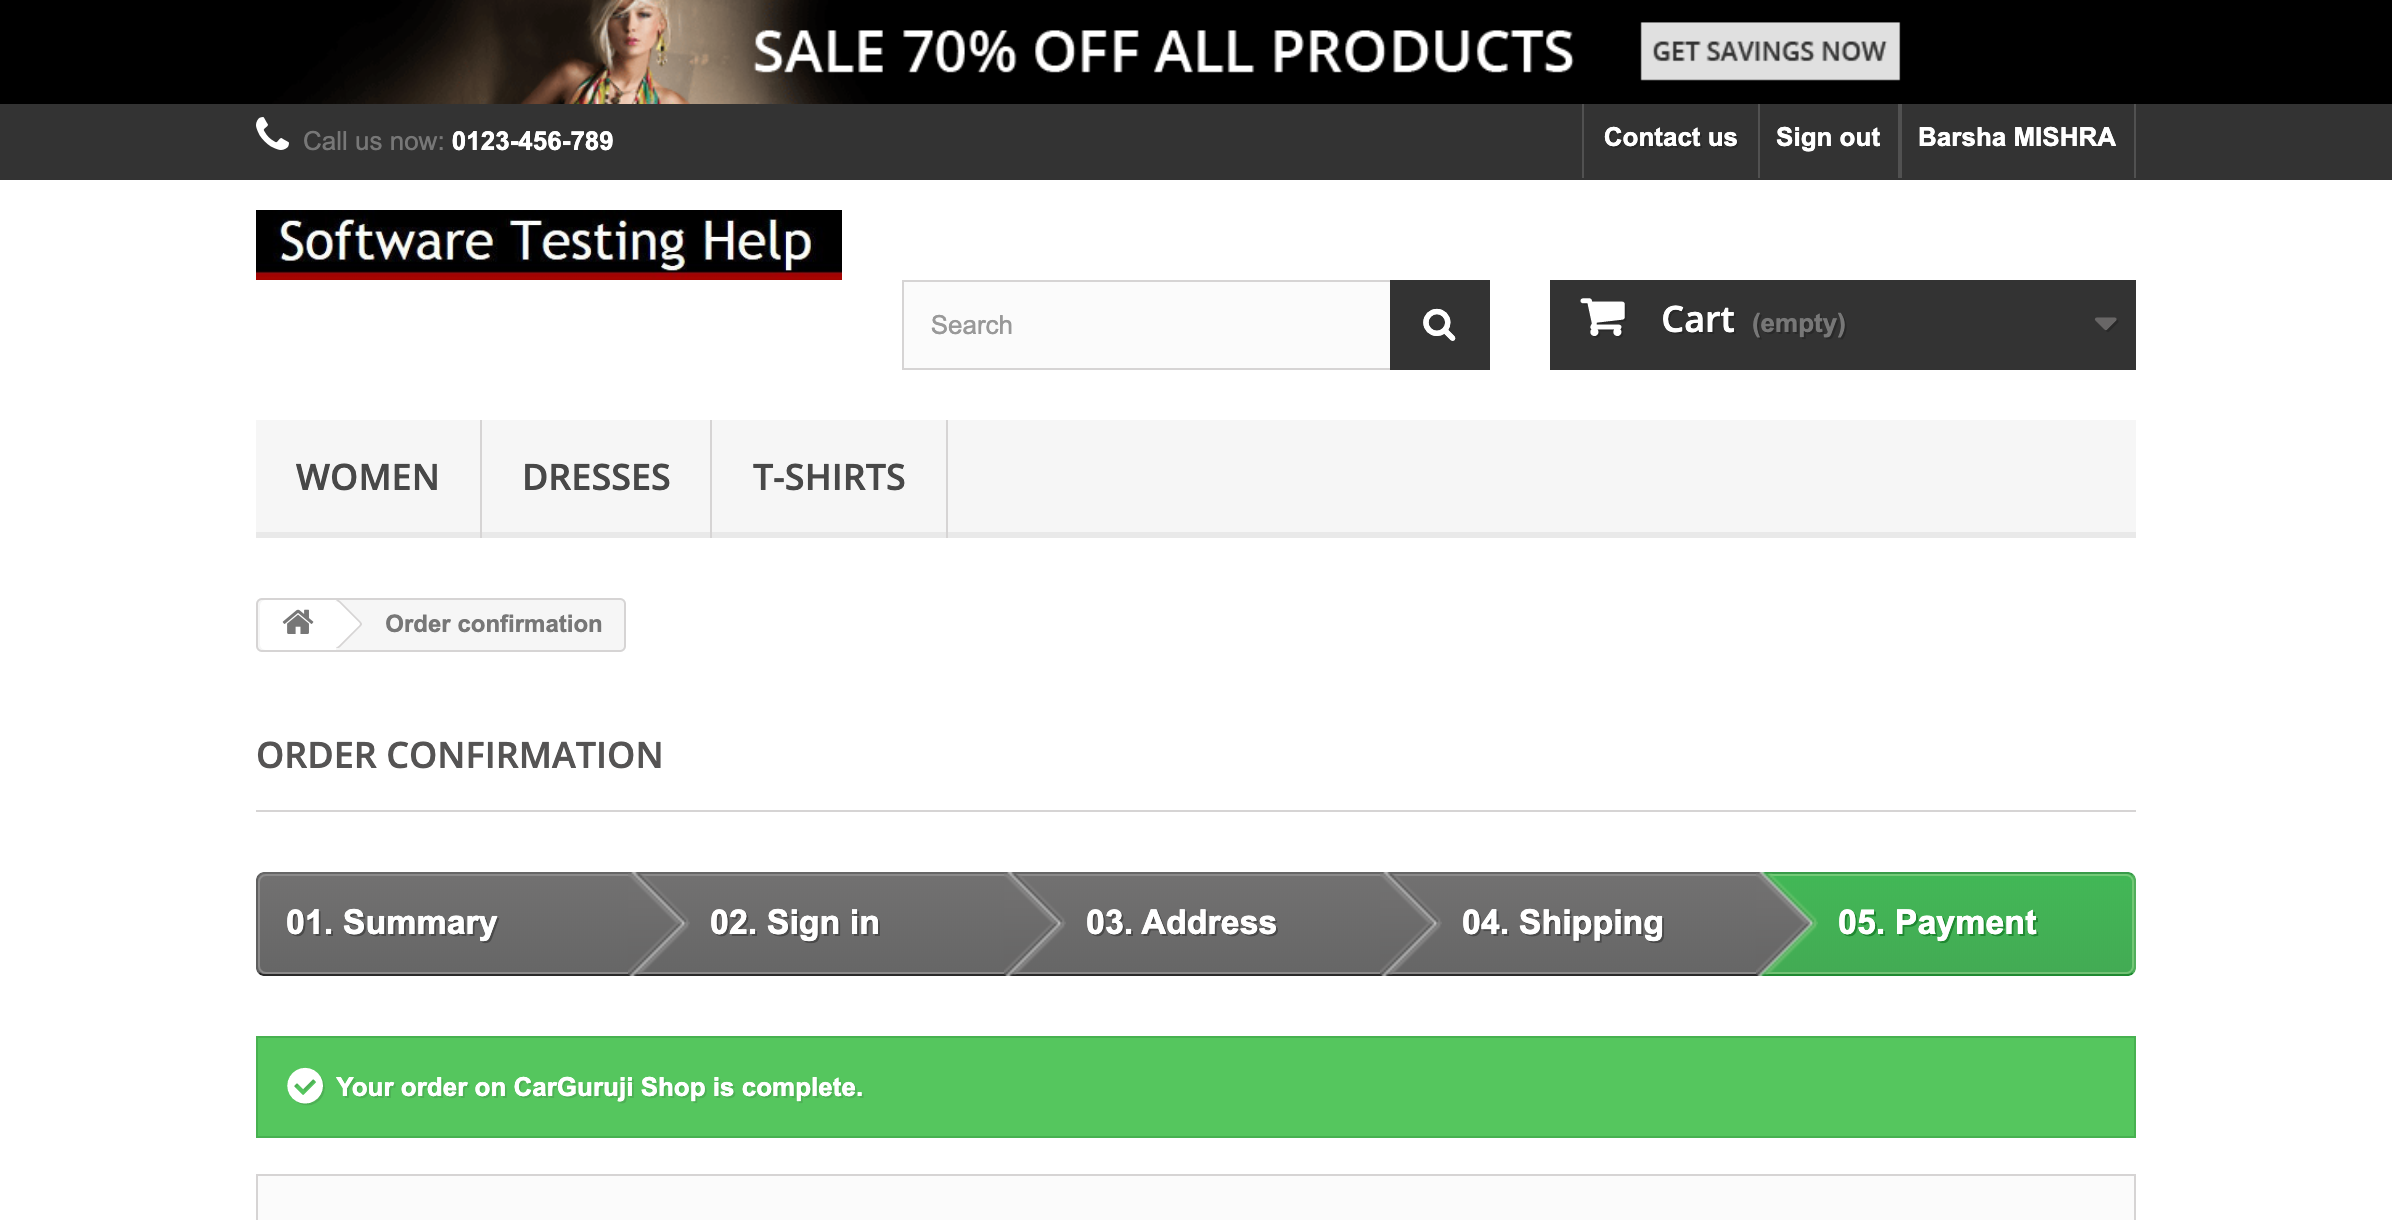 SALE 70% OFF ALL PRODUCTS
GET SAVINGS NOW
Call us now: 0123-456-789
Contact us
Sign out
Barsha MISHRA
Software Testing Help
Search
Cart (empty)
WOMEN
DRESSES
T-SHIRTS
Order confirmation
ORDER CONFIRMATION
01. Summary
02. Sign in
03. Address
04. Shipping
05. Payment
Your order on CarGuruji Shop is complete.